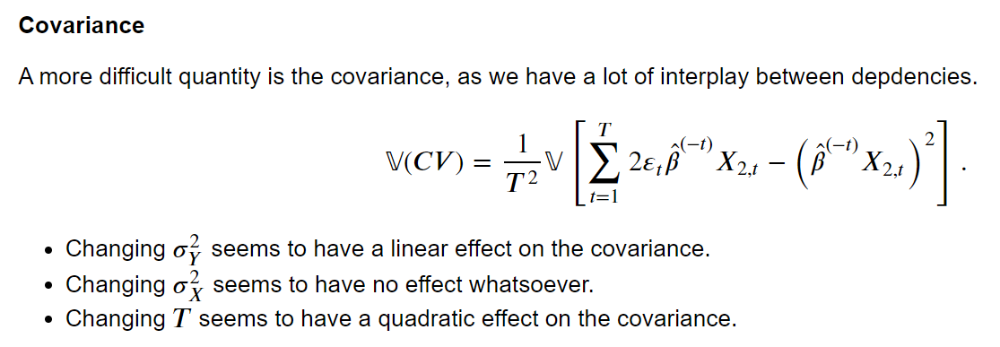 Covariance
A more difficult quantity is the covariance, as we have a lot of interplay between depdencies.
$$\mathbb{V}(CV) = \frac{1}{T^2} \mathbb{V}\left[\sum_{t=1}^{T} 2\varepsilon_t \hat{\beta}^{(-t)} X_{2,t} - \left(\hat{\beta}^{(-t)} X_{2,t}\right)^2\right].$$
• Changing $\sigma_Y^2$ seems to have a linear effect on the covariance.
• Changing $\sigma_X^2$ seems to have no effect whatsoever.
• Changing $T$ seems to have a quadratic effect on the covariance.